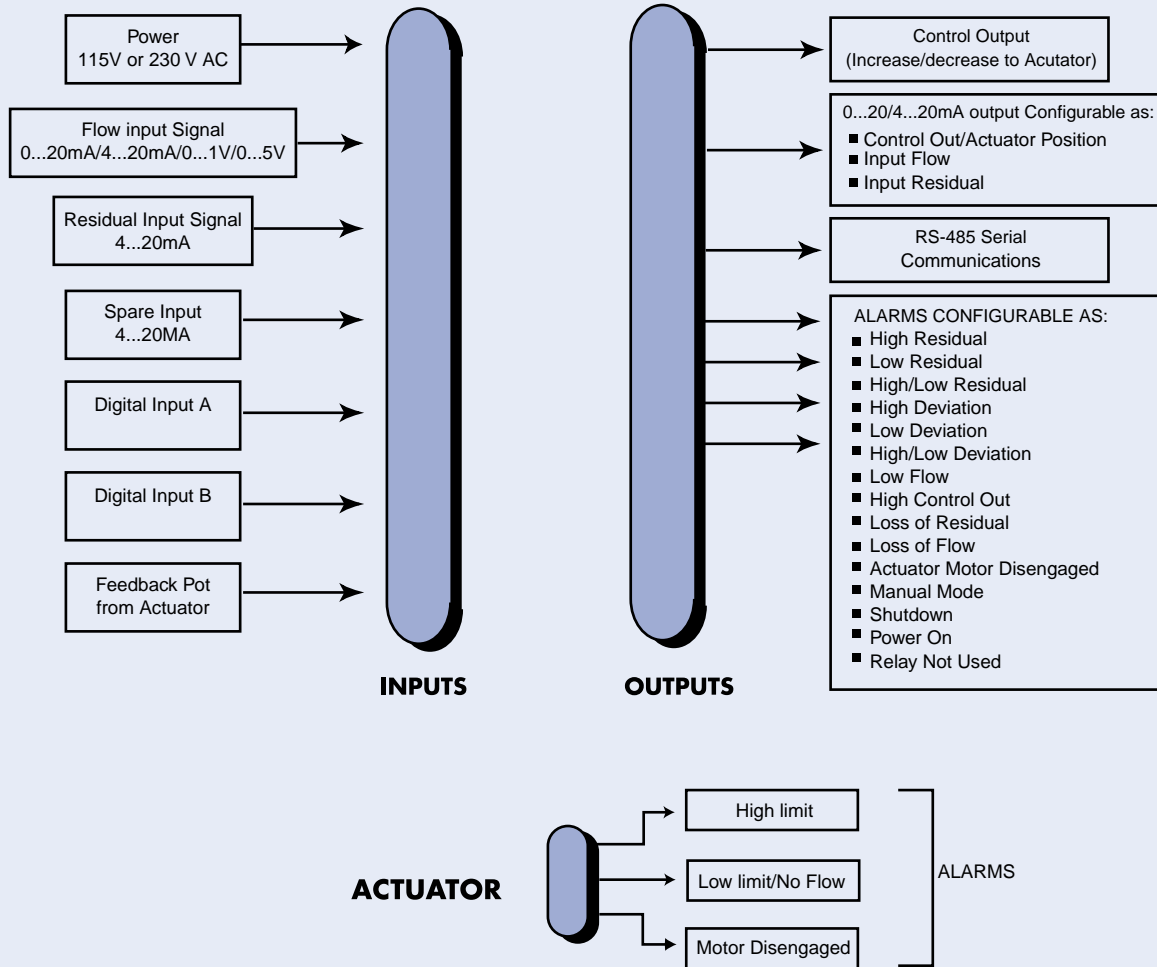 Power
115V or 230 V AC
Flow input Signal
0...20mA/4...20mA/0...1V/0...5V
Residual Input Signal
4...20mA
Spare Input
4...20MA
Digital Input A
Digital Input B
Feedback Pot
from Actuator
INPUTS
Control Output
(Increase/decrease to Acutator)
0...20/4...20mA output Configurable as:
■ Control Out/Actuator Position
■ Input Flow
■ Input Residual
RS-485 Serial
Communications
ALARMS CONFIGURABLE AS:
■ High Residual
■ Low Residual
■ High/Low Residual
■ High Deviation
■ Low Deviation
■ High/Low Deviation
■ Low Flow
■ High Control Out
■ Loss of Residual
■ Loss of Flow
■ Actuator Motor Disengaged
■ Manual Mode
■ Shutdown
■ Power On
■ Relay Not Used
OUTPUTS
ACTUATOR
High limit
Low limit/No Flow
Motor Disengaged
ALARMS